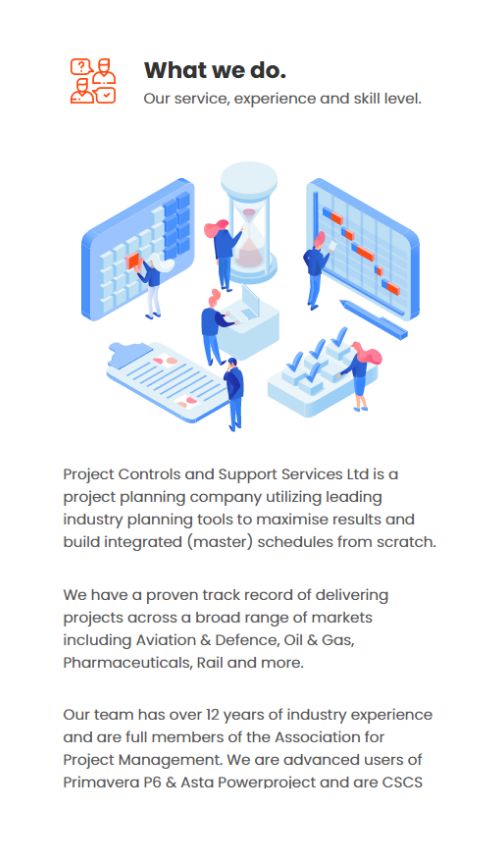 What we do.
Our service, experience and skill level.
Project Controls and Support Services Ltd is a
project planning company utilizing leading
industry planning tools to maximise results and
build integrated (master) schedules from scratch.
We have a proven track record of delivering
projects across a broad range of markets
including Aviation & Defence, Oil & Gas,
Pharmaceuticals, Rail and more.
Our team has over 12 years of industry experience
and are full members of the Association for
Project Management. We are advanced users of
Primavera P6 & Asta Powerproject and are CSCS